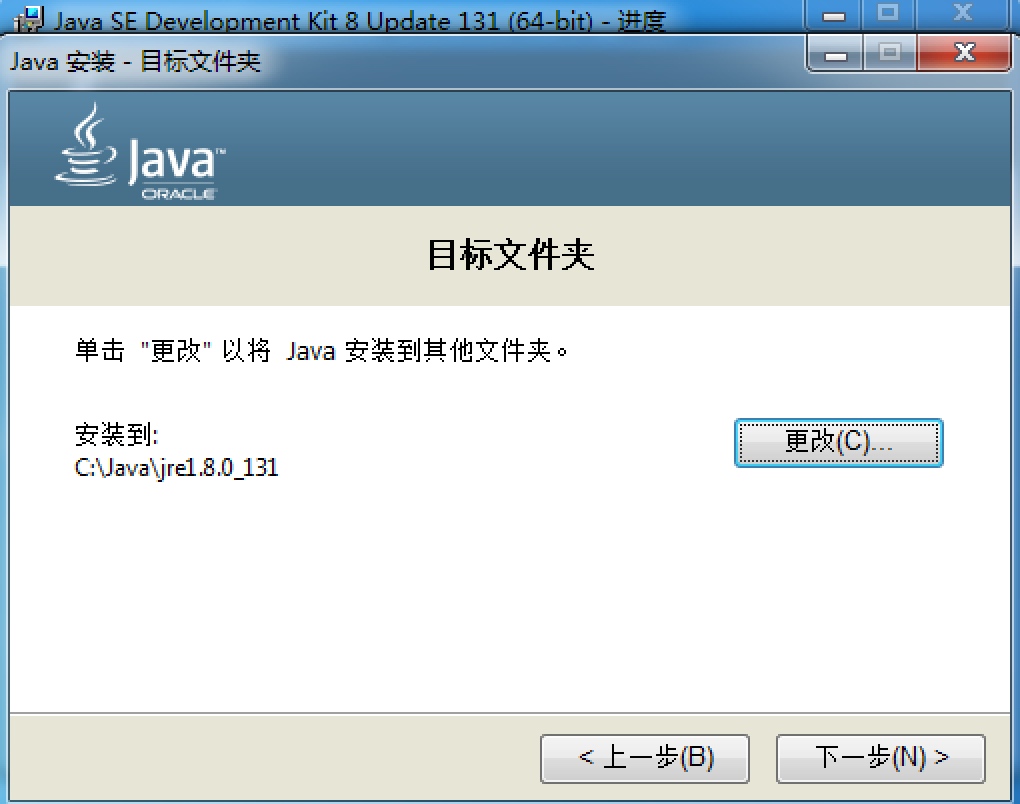 Java SE Development Kit 8 Update 131 (64-bit) - 进度
Java 安装 - 目标文件夹
Java™
ORACLE
目标文件夹
单击 "更改" 以将 Java 安装到其他文件夹。
安装到:
更改(C)...
C:\Java\jre1.8.0_131
< 上一步(B)
下一步(N) >